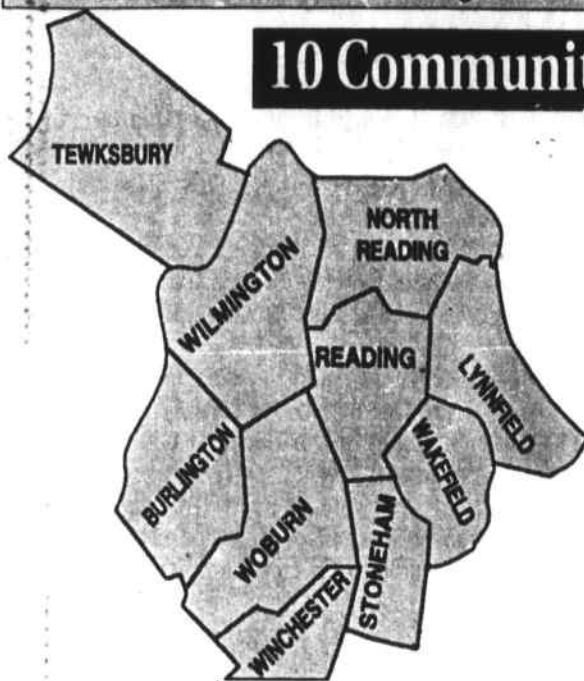 10 Communit
TEWKSBURY
NORTH
READING
WILMINGTON
READING
LYNNFIELD
BURLINGTON
WAKEFIELD
WOBURN
STONEHAM
WINCHESTER